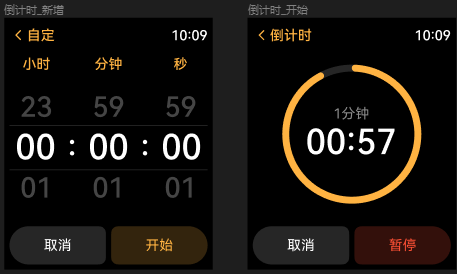 倒计时_新增
自定 10:09
小时 分钟 秒
23 59 59
00 : 00 : 00
01 01 01
取消 开始
倒计时_开始
倒计时 10:09
1分钟
00:57
取消 暂停